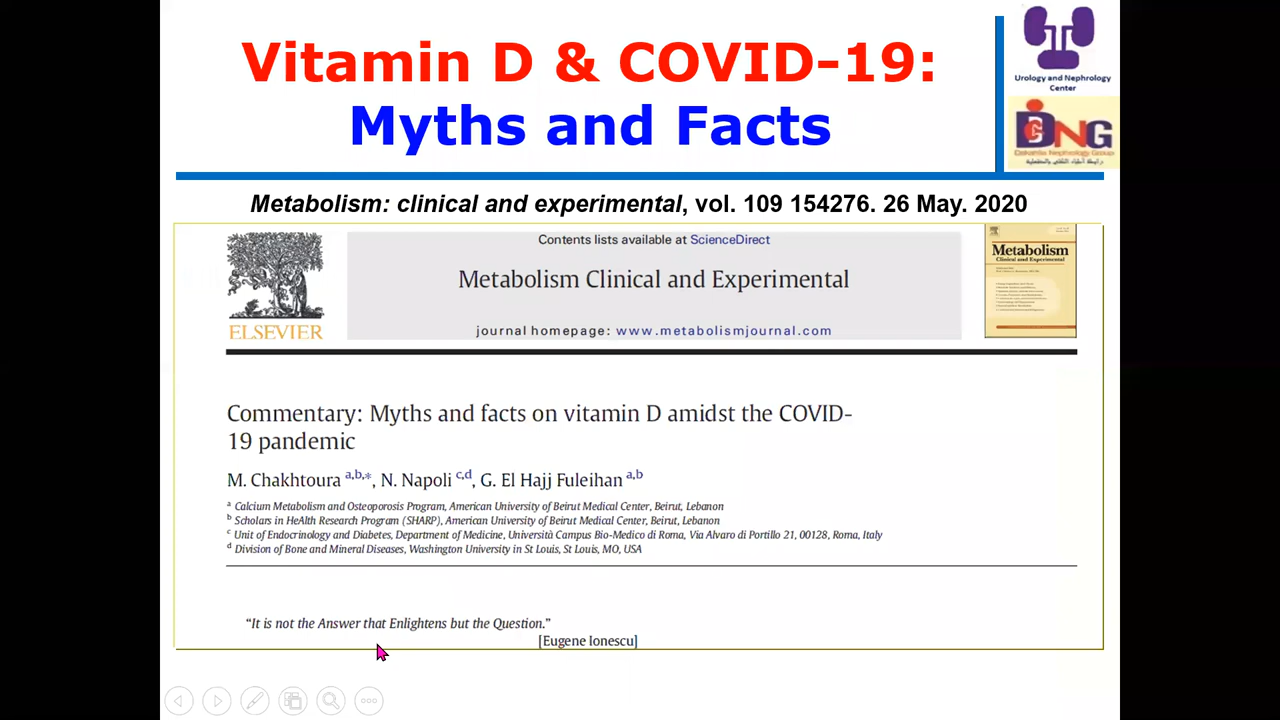 Vitamin D & COVID-19:
Myths and Facts
Urology and Nephrology
Center
DNG
Dakahlia Nephrology Group
Metabolism: clinical and experimental, vol. 109 154276. 26 May. 2020
ELSEVIER
Contents lists available at ScienceDirect
Metabolism Clinical and Experimental
journal homepage: www.metabolismjournal.com
Metabolism
Clinical and Experimental
Commentary: Myths and facts on vitamin D amidst the COVID-
19 pandemic
M. Chakhtoura a,b,*, N. Napoli c,d, G. El Hajj Fuleihan a,b
a Calcium Metabolism and Osteoporosis Program, American University of Beirut Medical Center, Beirut, Lebanon
b Scholars in HeAlth Research Program (SHARP), American University of Beirut Medical Center, Beirut, Lebanon
c Unit of Endocrinology and Diabetes, Department of Medicine, Università Campus Bio-Medico di Roma, Via Alvaro di Portillo 21, 00128, Roma, Italy
d Division of Bone and Mineral Diseases, Washington University in St Louis, St Louis, MO, USA
“It is not the Answer that Enlightens but the Question.”
[Eugene Ionescu]